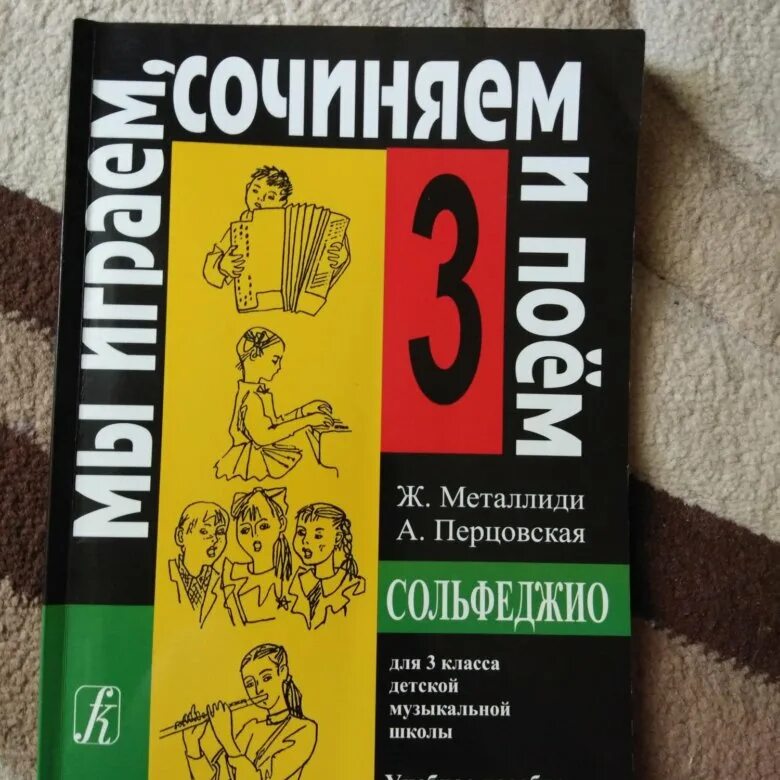 Мы играем,
сочиняем
и поём
3
Ж. Металлиди
А. Перцовская
СОЛЬФЕДЖИО
для 3 класса
детской
музыкальной
школы